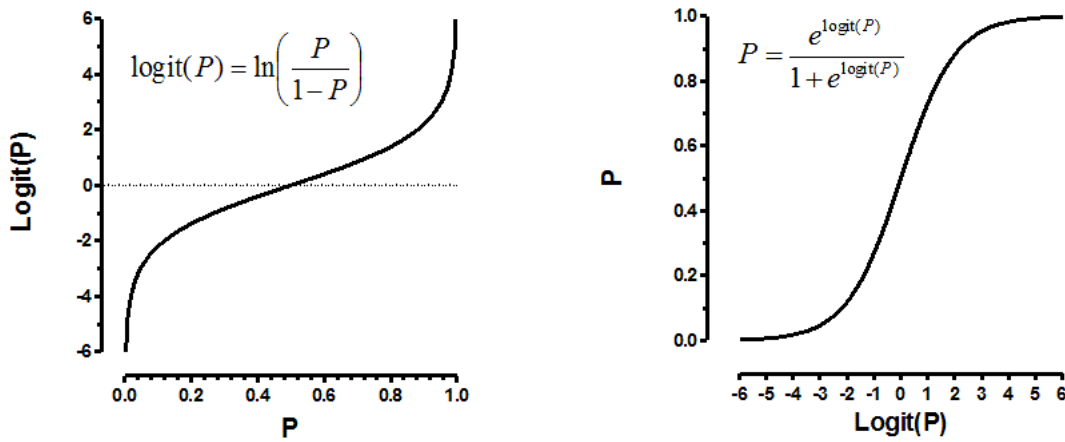 6
4
2
0
-2
-4
-6
Logit(P)
logit(P) = ln(P/(1−P))
0.0 0.2 0.4 0.6 0.8 1.0
P
1.0
0.8
0.6
0.4
0.2
0.0
P
P = e^logit(P)/(1+e^logit(P))
-6 -5 -4 -3 -2 -1 0 1 2 3 4 5 6
Logit(P)